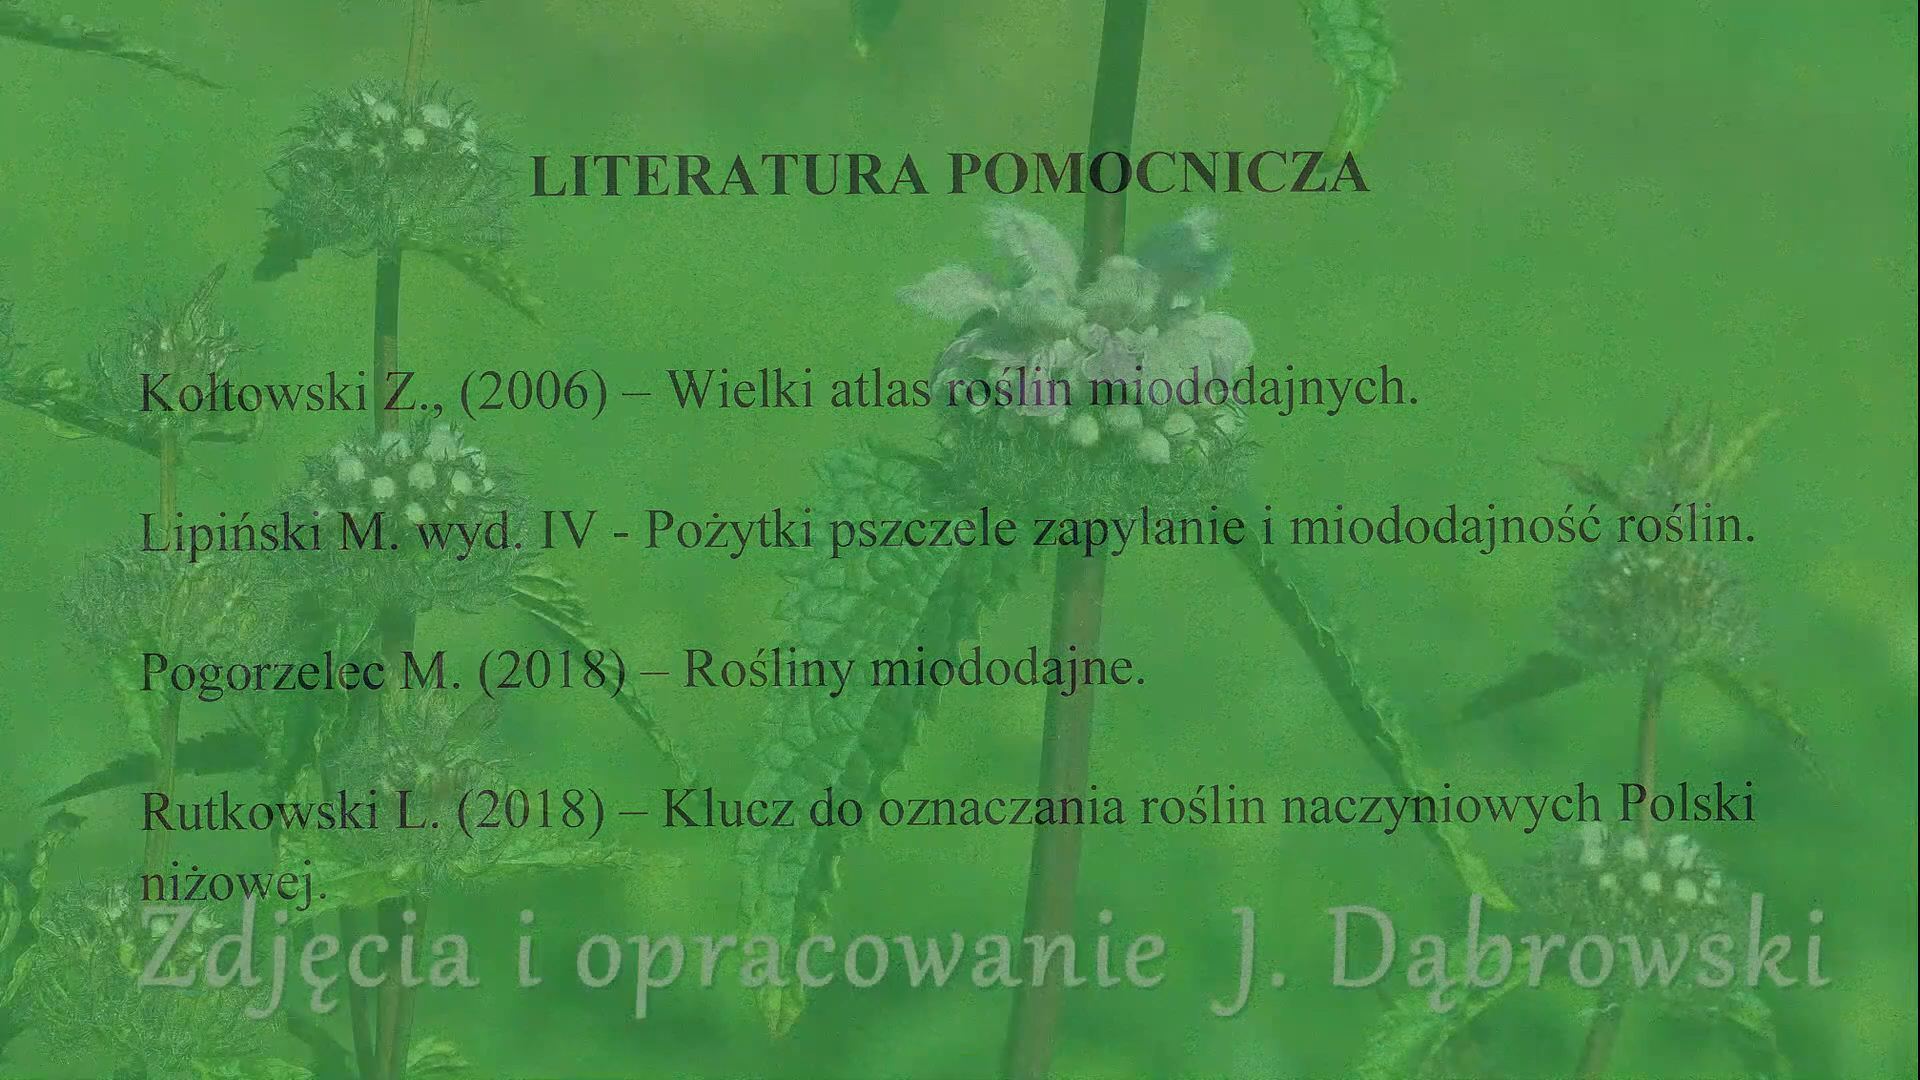 LITERATURA POMOCNICZA
Kołtowski Z., (2006) – Wielki atlas roślin miododajnych.
Lipiński M. wyd. IV - Pożytki pszczele zapylanie i miododajność roślin.
Pogorzelec M. (2018) – Rośliny miododajne.
Rutkowski L. (2018) – Klucz do oznaczania roślin naczyniowych Polski
niżowej.
Zdjęcia i opracowanie J. Dąbrowski